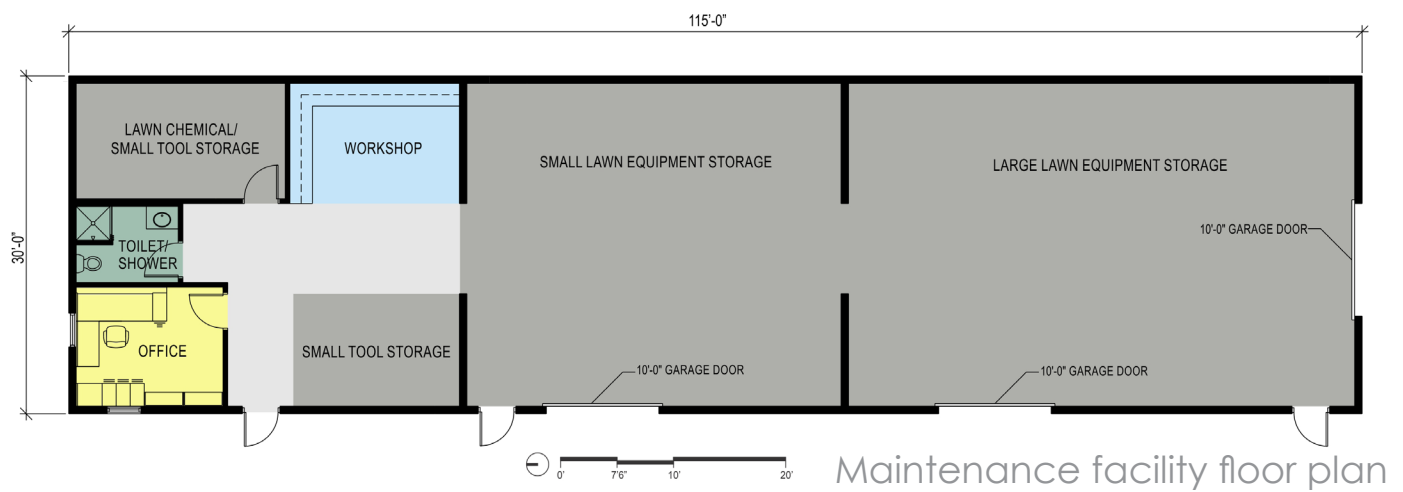 115'-0"
30'-0"
LAWN CHEMICAL/
SMALL TOOL STORAGE
WORKSHOP
SMALL LAWN EQUIPMENT STORAGE
LARGE LAWN EQUIPMENT STORAGE
10'-0" GARAGE DOOR
TOILET/
SHOWER
OFFICE
SMALL TOOL STORAGE
10'-0" GARAGE DOOR
10'-0" GARAGE DOOR
0' 7'6" 10' 20'
Maintenance facility floor plan